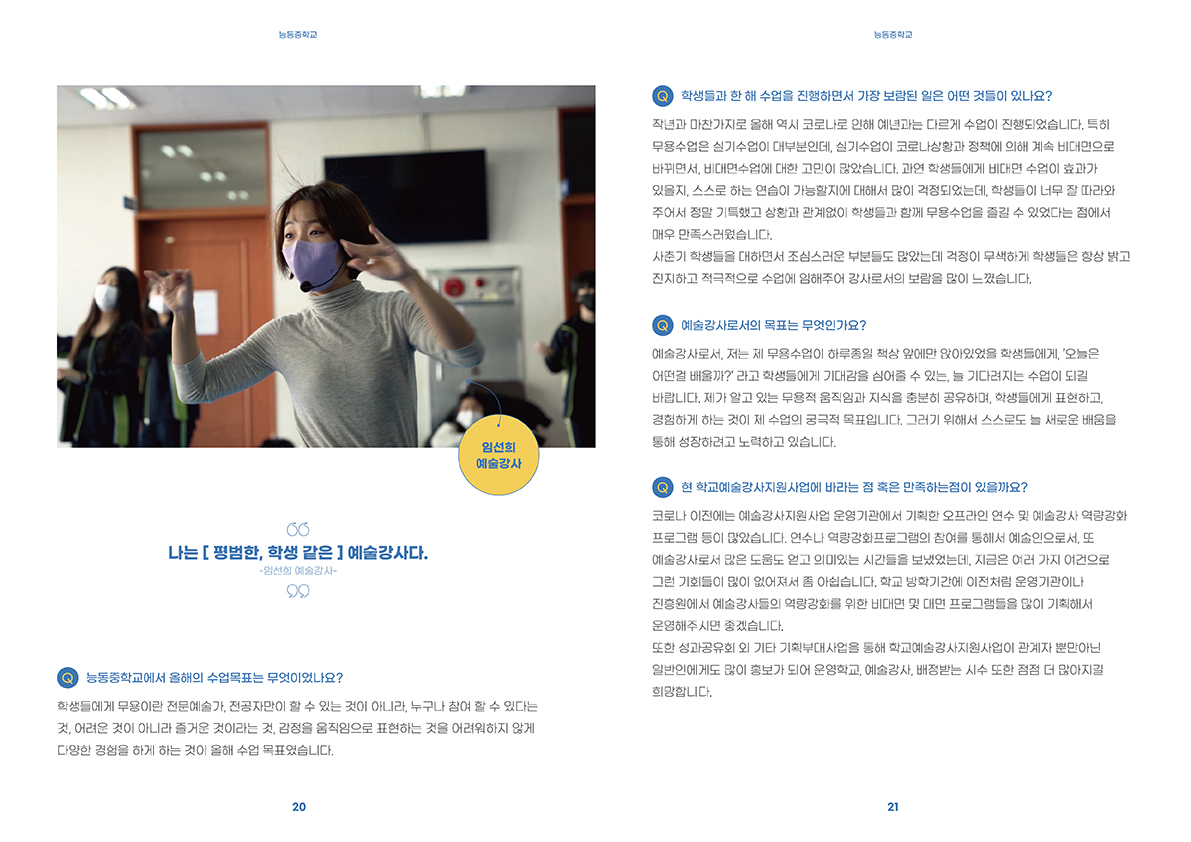 능동중학교
임선희
예술강사
나는 [ 평범한, 학생 같은 ] 예술강사다.
-임선희 예술강사-
Q 능동중학교에서 올해의 수업목표는 무엇이었나요?
학생들에게 무용이란 전문예술가, 전공자만이 할 수 있는 것이 아니라, 누구나 참여 할 수 있다는
것, 어려운 것이 아니라 즐거운 것이라는 것, 감정을 움직임으로 표현하는 것을 어려워하지 않게
다양한 경험을 하게 하는 것이 올해 수업 목표였습니다.
20
능동중학교
Q 학생들과 한 해 수업을 진행하면서 가장 보람된 일은 어떤 것들이 있나요?
작년과 마찬가지로 올해 역시 코로나로 인해 예년과는 다르게 수업이 진행되었습니다. 특히
무용수업은 실기수업이 대부분인데, 실기수업이 코로나상황과 정책에 의해 계속 비대면으로
바뀌면서, 비대면수업에 대한 고민이 많았습니다. 과연 학생들에게 비대면 수업이 효과가
있을지, 스스로 하는 연습이 가능할지에 대해서 많이 걱정되었는데, 학생들이 너무 잘 따라와
주어서 정말 기특했고 상황과 관계없이 학생들과 함께 무용수업을 즐길 수 있었다는 점에서
매우 만족스러웠습니다.
사춘기 학생들을 대하면서 조심스러운 부분들도 많았는데 걱정이 무색하게 학생들은 항상 밝고
진지하고 적극적으로 수업에 임해주어 강사로서의 보람을 많이 느꼈습니다.
Q 예술강사로서의 목표는 무엇인가요?
예술강사로서, 저는 제 무용수업이 하루종일 책상 앞에만 앉아있었을 학생들에게, '오늘은
어떤걸 배울까?' 라고 학생들에게 기대감을 심어줄 수 있는, 늘 기다려지는 수업이 되길
바랍니다. 제가 알고 있는 무용적 움직임과 지식을 충분히 공유하며, 학생들에게 표현하고,
경험하게 하는 것이 제 수업의 궁극적 목표입니다. 그러기 위해서 스스로도 늘 새로운 배움을
통해 성장하려고 노력하고 있습니다.
Q 현 학교예술강사지원사업에 바라는 점 혹은 만족하는점이 있을까요?
코로나 이전에는 예술강사지원사업 운영기관에서 기획한 오프라인 연수 및 예술강사 역량강화
프로그램 등이 많았습니다. 연수나 역량강화프로그램의 참여를 통해서 예술인으로서, 또
예술강사로서 많은 도움도 얻고 의미있는 시간들을 보냈었는데, 지금은 여러 가지 여건으로
그런 기회들이 많이 없어져서 좀 아쉽습니다. 학교 방학기간에 이전처럼 운영기관이나
진흥원에서 예술강사들의 역량강화를 위한 비대면 및 대면 프로그램들을 많이 기획해서
운영해주시면 좋겠습니다.
또한 성과공유회 외 기타 기획부대사업을 통해 학교예술강사지원사업이 관계자 뿐만아닌
일반인에게도 많이 홍보가 되어 운영학교, 예술강사, 배정받는 시수 또한 점점 더 많아지길
희망합니다.
21